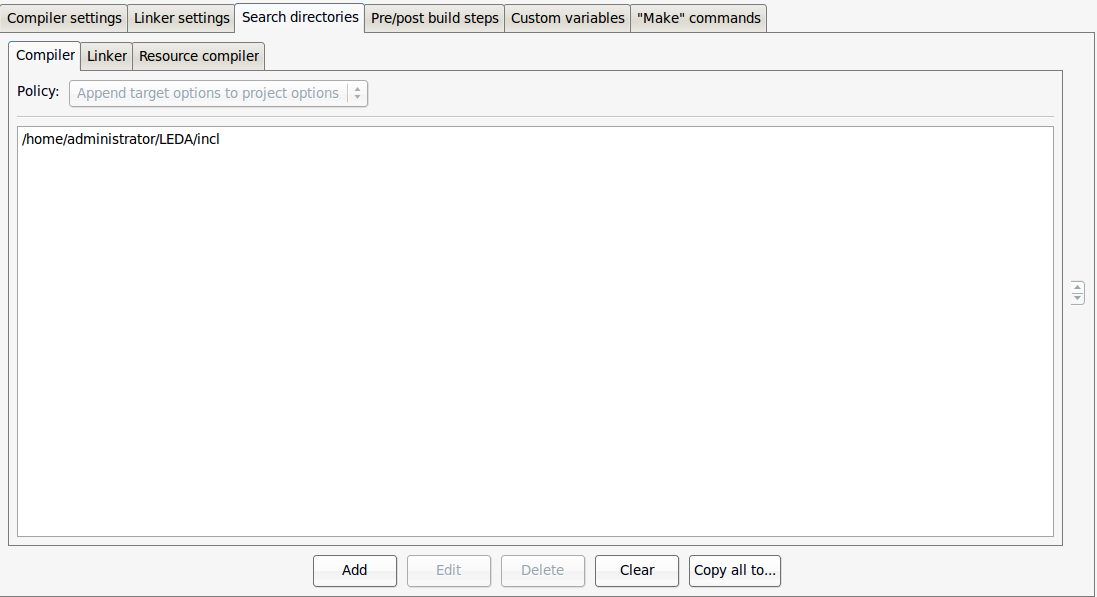 Compiler settings Linker settings Search directories Pre/post build steps Custom variables "Make" commands
Compiler Linker Resource compiler
Policy: Append target options to project options
/home/administrator/LEDA/incl
Add Edit Delete Clear Copy all to...